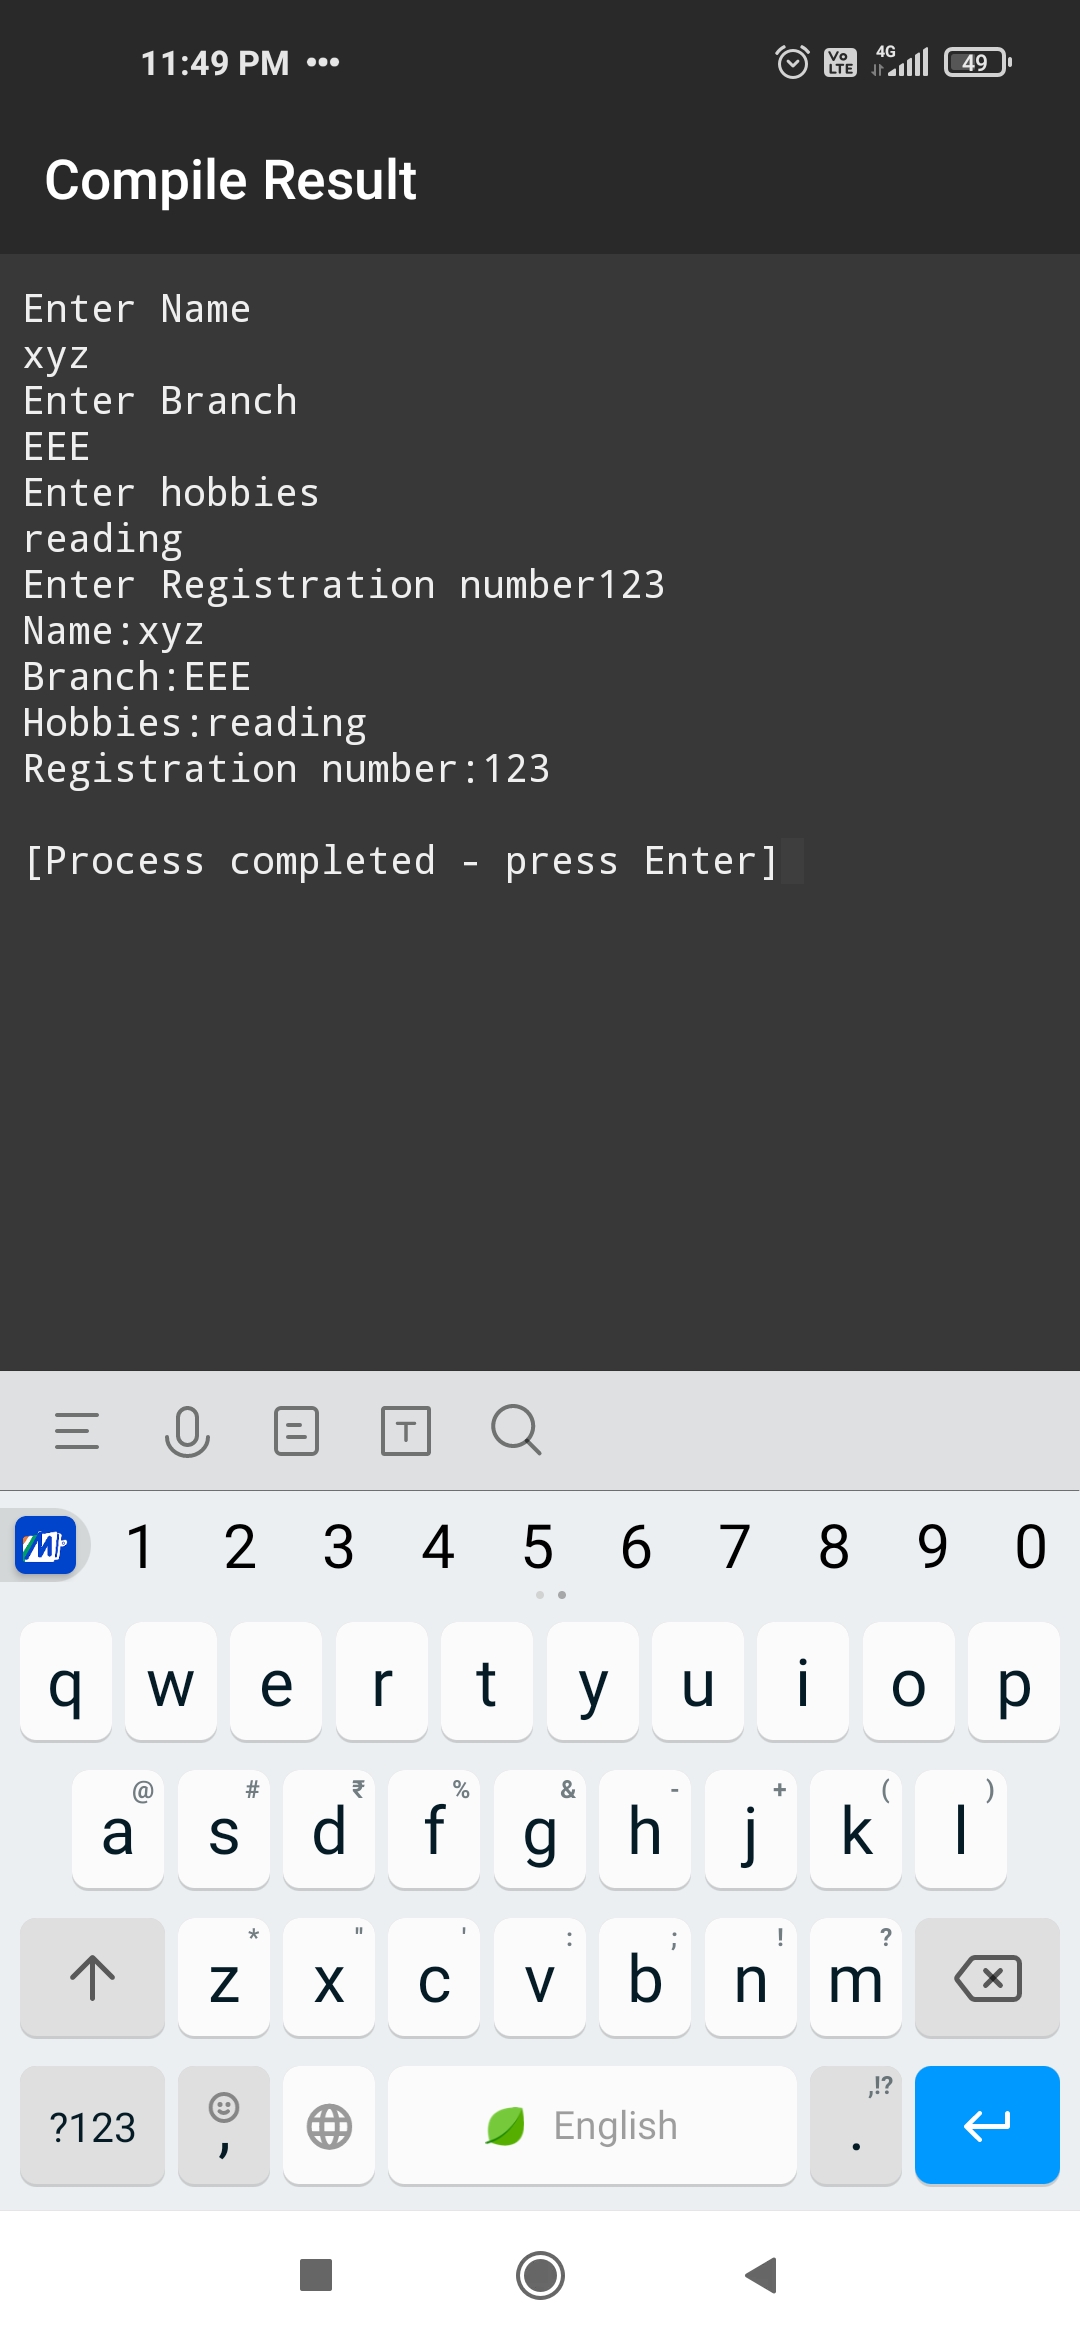 11:49 PM •••
Vo LTE 4G 49
Compile Result
Enter Name
xyz
Enter Branch
EEE
Enter hobbies
reading
Enter Registration number123
Name:xyz
Branch:EEE
Hobbies:reading
Registration number:123
[Process completed - press Enter]
T
1 2 3 4 5 6 7 8 9 0
q w e r t y u i o p
@ # ₹ % & - + ( )
a s d f g h j k l
* " ' : ; ! ?
z x c v b n m
,!?
?123 , English .